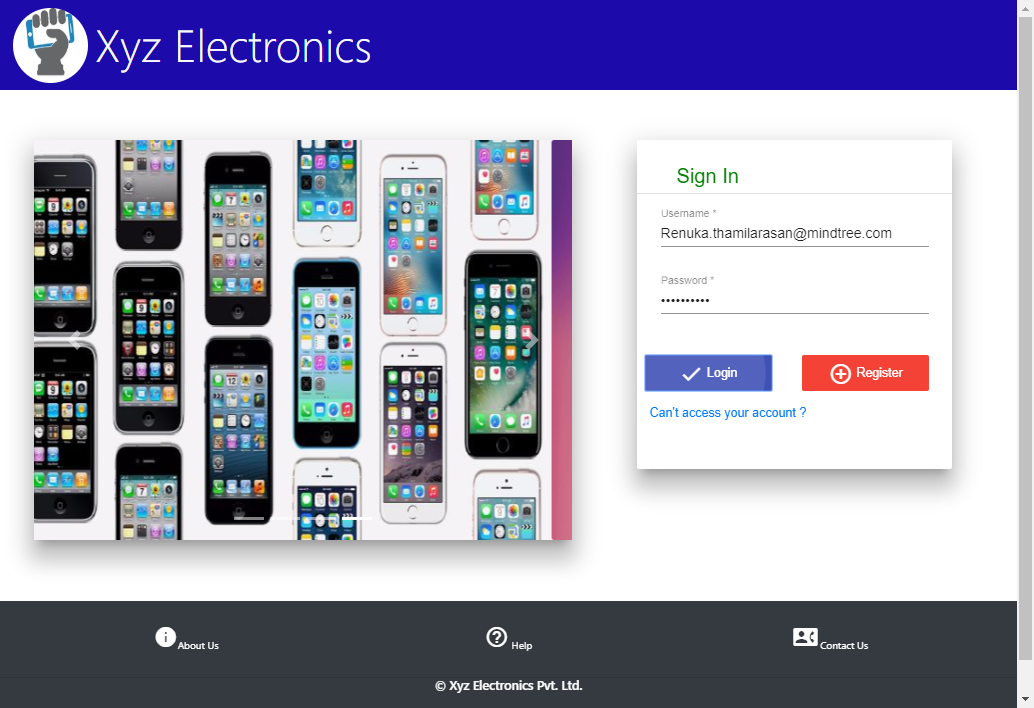 Xyz Electronics
Sign In
Username *
Renuka.thamilarasan@mindtree.com
Password *
••••••••••
Login
Register
Can't access your account ?
About Us
Help
Contact Us
© Xyz Electronics Pvt. Ltd.